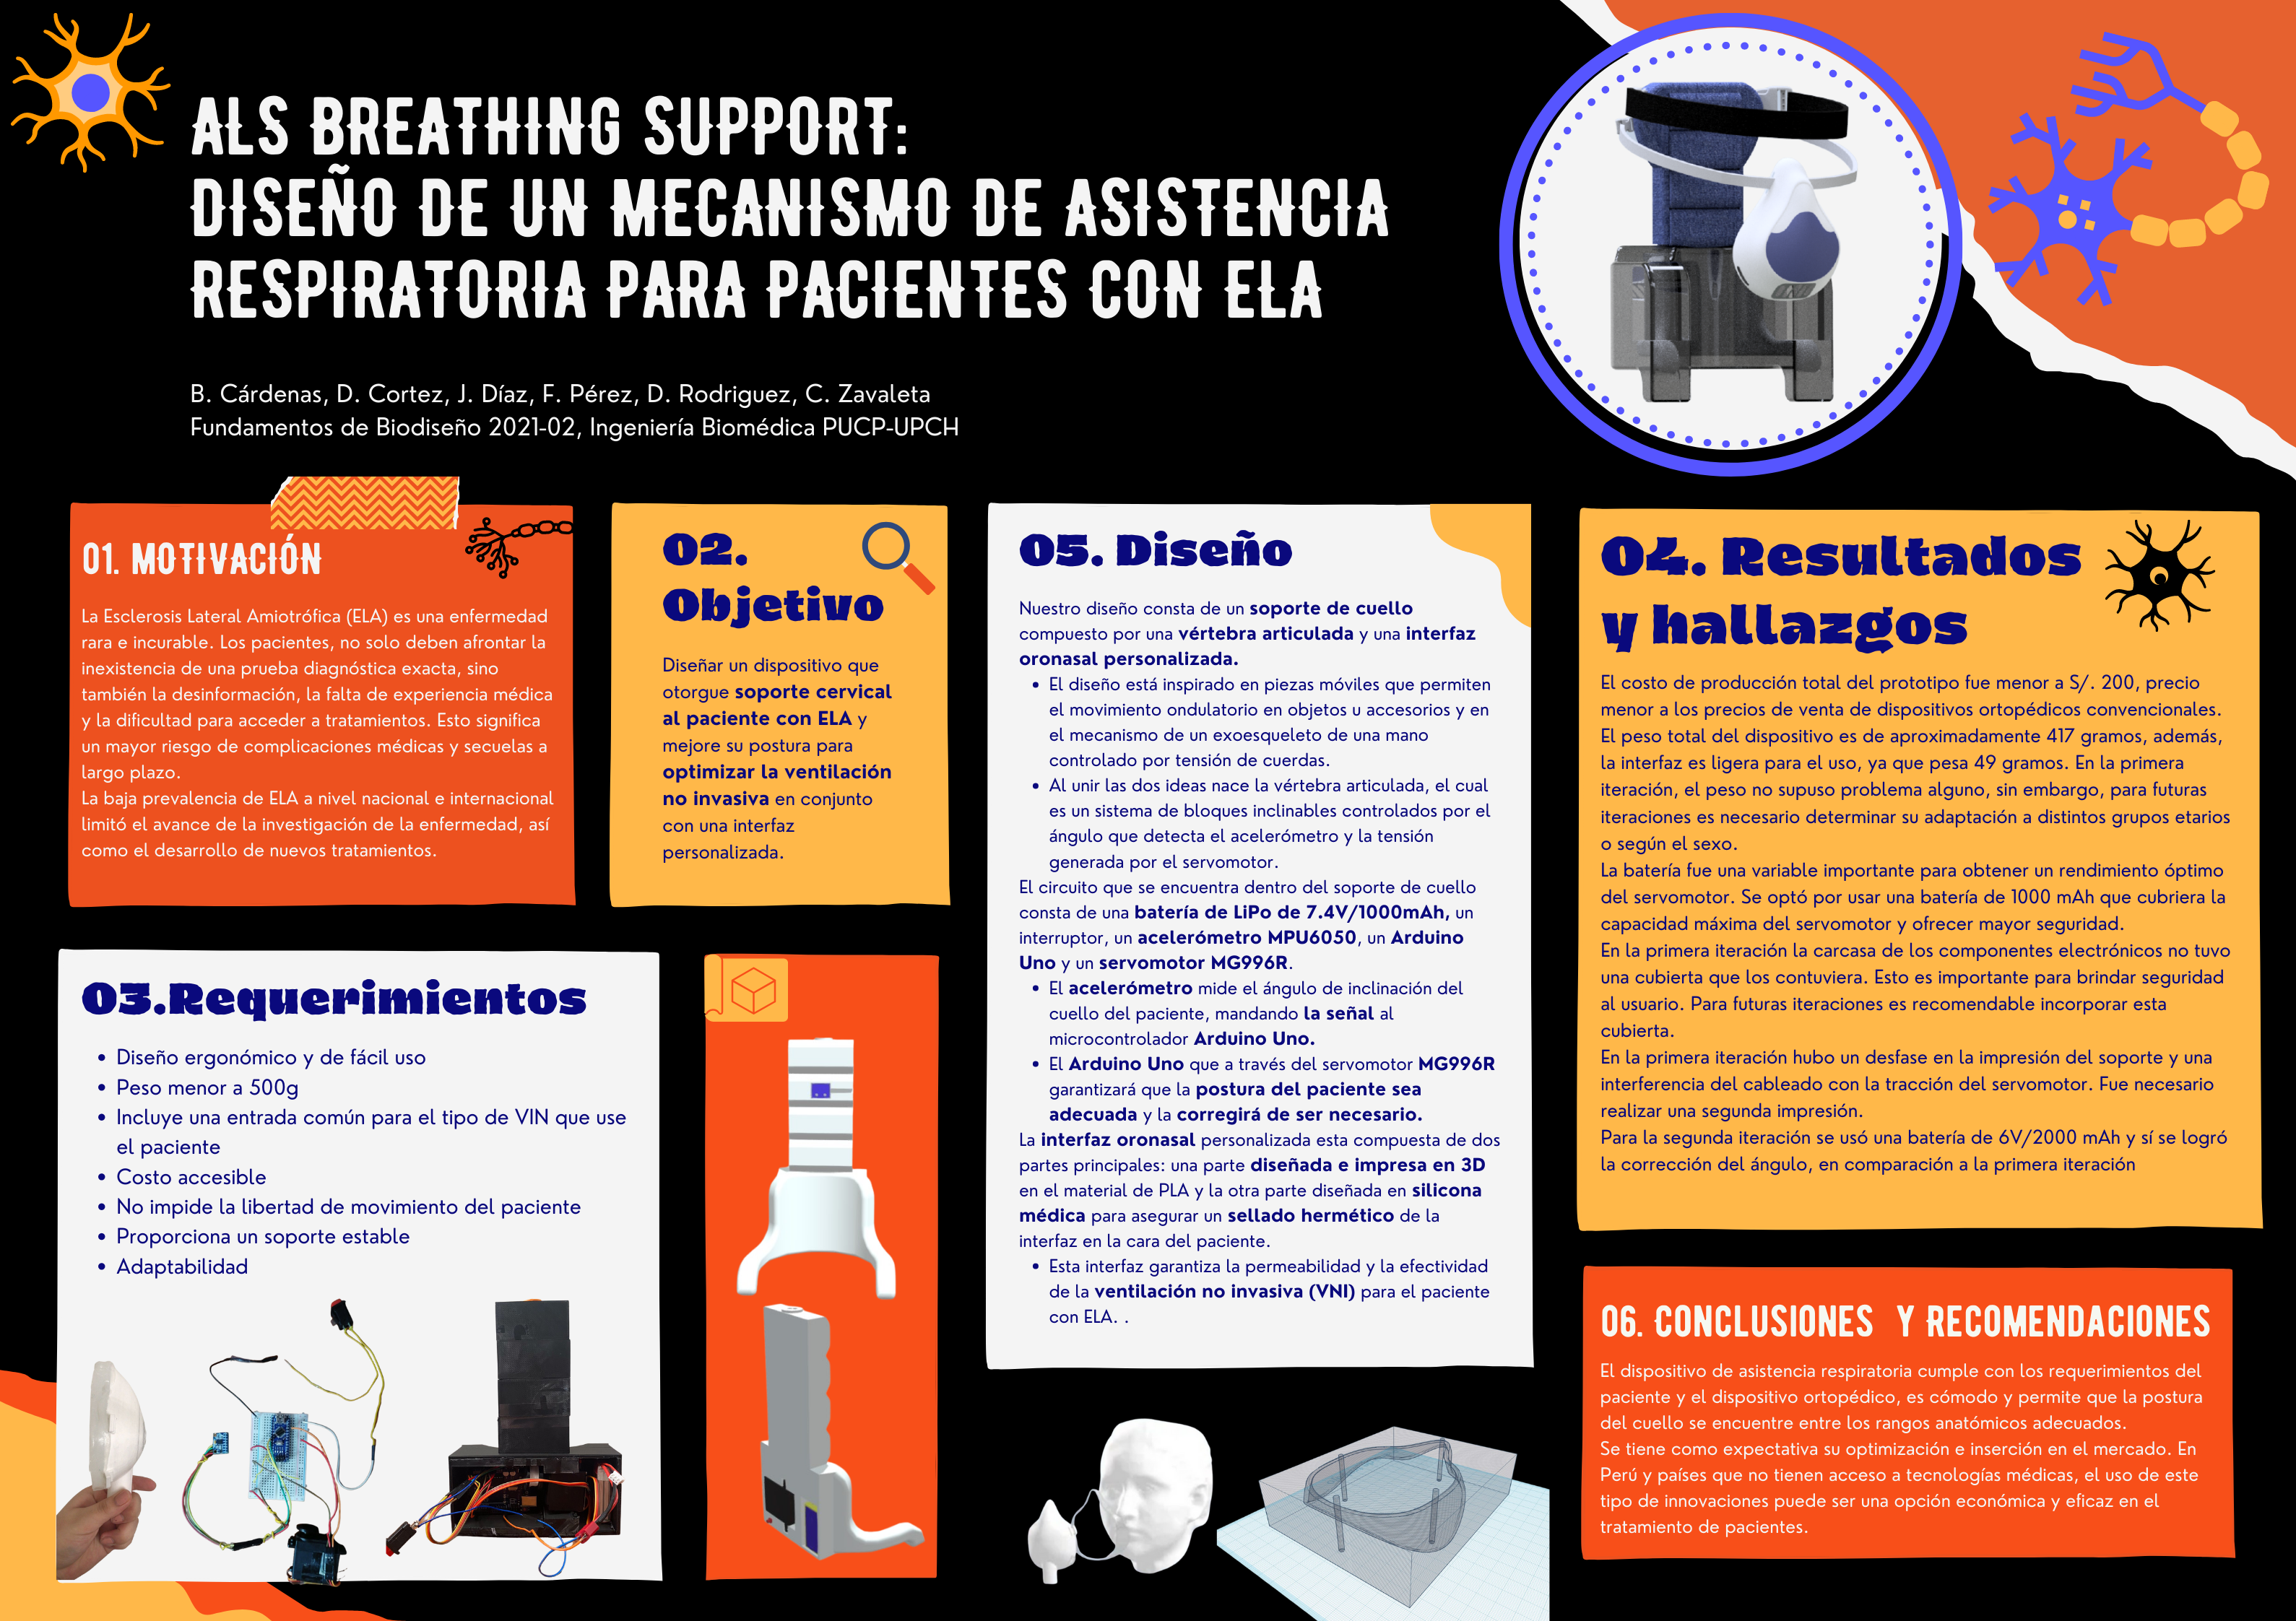 ALS BREATHING SUPPORT:
DISEÑO DE UN MECANISMO DE ASISTENCIA
RESPIRATORIA PARA PACIENTES CON ELA
B. Cárdenas, D. Cortez, J. Díaz, F. Pérez, D. Rodriguez, C. Zavaleta
Fundamentos de Biodiseño 2021-02, Ingeniería Biomédica PUCP-UPCH
01. MOTIVACIÓN
La Esclerosis Lateral Amiotrófica (ELA) es una enfermedad
rara e incurable. Los pacientes, no solo deben afrontar la
inexistencia de una prueba diagnóstica exacta, sino
también la desinformación, la falta de experiencia médica
y la dificultad para acceder a tratamientos. Esto significa
un mayor riesgo de complicaciones médicas y secuelas a
largo plazo.
La baja prevalencia de ELA a nivel nacional e internacional
limitó el avance de la investigación de la enfermedad, así
como el desarrollo de nuevos tratamientos.
02.
Objetivo
Diseñar un dispositivo que
otorgue soporte cervical
al paciente con ELA y
mejore su postura para
optimizar la ventilación
no invasiva en conjunto
con una interfaz
personalizada.
03.Requerimientos
• Diseño ergonómico y de fácil uso
• Peso menor a 500g
• Incluye una entrada común para el tipo de VIN que use
el paciente
• Costo accesible
• No impide la libertad de movimiento del paciente
• Proporciona un soporte estable
• Adaptabilidad
05. Diseño
Nuestro diseño consta de un soporte de cuello
compuesto por una vértebra articulada y una interfaz
oronasal personalizada.
• El diseño está inspirado en piezas móviles que permiten
el movimiento ondulatorio en objetos u accesorios y en
el mecanismo de un exoesqueleto de una mano
controlado por tensión de cuerdas.
• Al unir las dos ideas nace la vértebra articulada, el cual
es un sistema de bloques inclinables controlados por el
ángulo que detecta el acelerómetro y la tensión
generada por el servomotor.
El circuito que se encuentra dentro del soporte de cuello
consta de una batería de LiPo de 7.4V/1000mAh, un
interruptor, un acelerómetro MPU6050, un Arduino
Uno y un servomotor MG996R.
• El acelerómetro mide el ángulo de inclinación del
cuello del paciente, mandando la señal al
microcontrolador Arduino Uno.
• El Arduino Uno que a través del servomotor MG996R
garantizará que la postura del paciente sea
adecuada y la corregirá de ser necesario.
La interfaz oronasal personalizada esta compuesta de dos
partes principales: una parte diseñada e impresa en 3D
en el material de PLA y la otra parte diseñada en silicona
médica para asegurar un sellado hermético de la
interfaz en la cara del paciente.
• Esta interfaz garantiza la permeabilidad y la efectividad
de la ventilación no invasiva (VNI) para el paciente
con ELA. .
04. Resultados
y hallazgos
El costo de producción total del prototipo fue menor a S/. 200, precio
menor a los precios de venta de dispositivos ortopédicos convencionales.
El peso total del dispositivo es de aproximadamente 417 gramos, además,
la interfaz es ligera para el uso, ya que pesa 49 gramos. En la primera
iteración, el peso no supuso problema alguno, sin embargo, para futuras
iteraciones es necesario determinar su adaptación a distintos grupos etarios
o según el sexo.
La batería fue una variable importante para obtener un rendimiento óptimo
del servomotor. Se optó por usar una batería de 1000 mAh que cubriera la
capacidad máxima del servomotor y ofrecer mayor seguridad.
En la primera iteración la carcasa de los componentes electrónicos no tuvo
una cubierta que los contuviera. Esto es importante para brindar seguridad
al usuario. Para futuras iteraciones es recomendable incorporar esta
cubierta.
En la primera iteración hubo un desfase en la impresión del soporte y una
interferencia del cableado con la tracción del servomotor. Fue necesario
realizar una segunda impresión.
Para la segunda iteración se usó una batería de 6V/2000 mAh y sí se logró
la corrección del ángulo, en comparación a la primera iteración
06. CONCLUSIONES Y RECOMENDACIONES
El dispositivo de asistencia respiratoria cumple con los requerimientos del
paciente y el dispositivo ortopédico, es cómodo y permite que la postura
del cuello se encuentre entre los rangos anatómicos adecuados.
Se tiene como expectativa su optimización e inserción en el mercado. En
Perú y países que no tienen acceso a tecnologías médicas, el uso de este
tipo de innovaciones puede ser una opción económica y eficaz en el
tratamiento de pacientes.